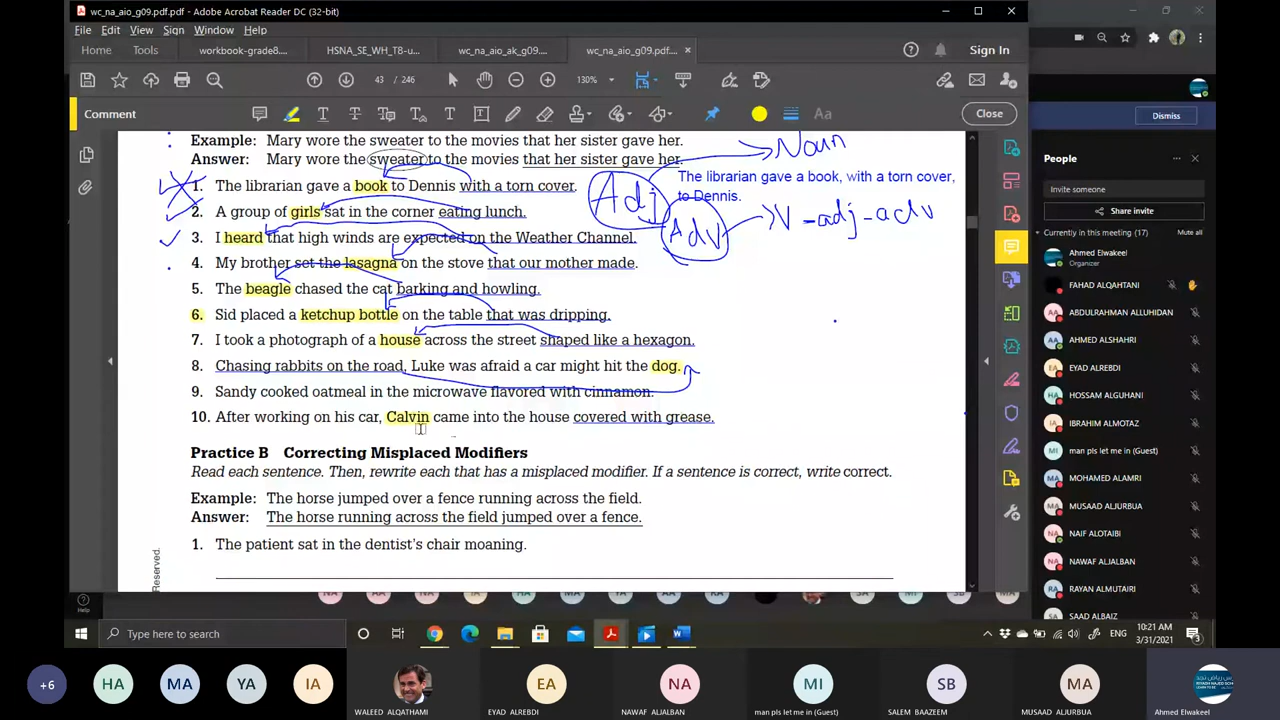 wc_na_aio_g09.pdf.pdf - Adobe Acrobat Reader DC (32-bit)
File Edit View Sign Window Help
Home Tools workbook-grade8.... HSNA_SE_WH_TB-u... wc_na_aio_ak_g09.... wc_na_aio_g09.pdf.... × Sign In
43 / 246 130%
Comment Close
Example: Mary wore the sweater to the movies that her sister gave her.
Answer: Mary wore the sweater to the movies that her sister gave her.
Noun
1. The librarian gave a book to Dennis with a torn cover.
The librarian gave a book, with a torn cover,
to Dennis.
Adj
2. A group of girls sat in the corner eating lunch.
Adv
V - adj - adv
3. I heard that high winds are expected on the Weather Channel.
4. My brother set the lasagna on the stove that our mother made.
5. The beagle chased the cat barking and howling.
6. Sid placed a ketchup bottle on the table that was dripping.
7. I took a photograph of a house across the street shaped like a hexagon.
8. Chasing rabbits on the road, Luke was afraid a car might hit the dog.
9. Sandy cooked oatmeal in the microwave flavored with cinnamon.
10. After working on his car, Calvin came into the house covered with grease.
Practice B Correcting Misplaced Modifiers
Read each sentence. Then, rewrite each that has a misplaced modifier. If a sentence is correct, write correct.
Example: The horse jumped over a fence running across the field.
Answer: The horse running across the field jumped over a fence.
1. The patient sat in the dentist's chair moaning.
Reserved.
Dismiss
People
Invite someone
Share invite
Currently in this meeting (17) Mute all
Ahmed Elwakeel
Organizer
FAHAD ALQAHTANI
ABDULRAHMAN ALLUHIDAN
AHMED ALSHAHRI
EYAD ALREBDI
HOSSAM ALGUHANI
IBRAHIM ALMOTAZ
man pls let me in (Guest)
MOHAMED ALAMRI
MUSAAD ALJURBUA
NAIF ALOTAIBI
NAWAF ALJALBAN
RAYAN ALMUTAIRI
SAAD ALBAIZ
Help
Type here to search
ENG
10:21 AM
3/31/2021
3
+6 HA MA YA IA EA NA MI SB MA
WALEED ALQATHAMI EYAD ALREBDI NAWAF ALJALBAN man pls let me in (Guest) SALEM BAAZEEM MUSAAD ALJURBUA Ahmed Elwakeel